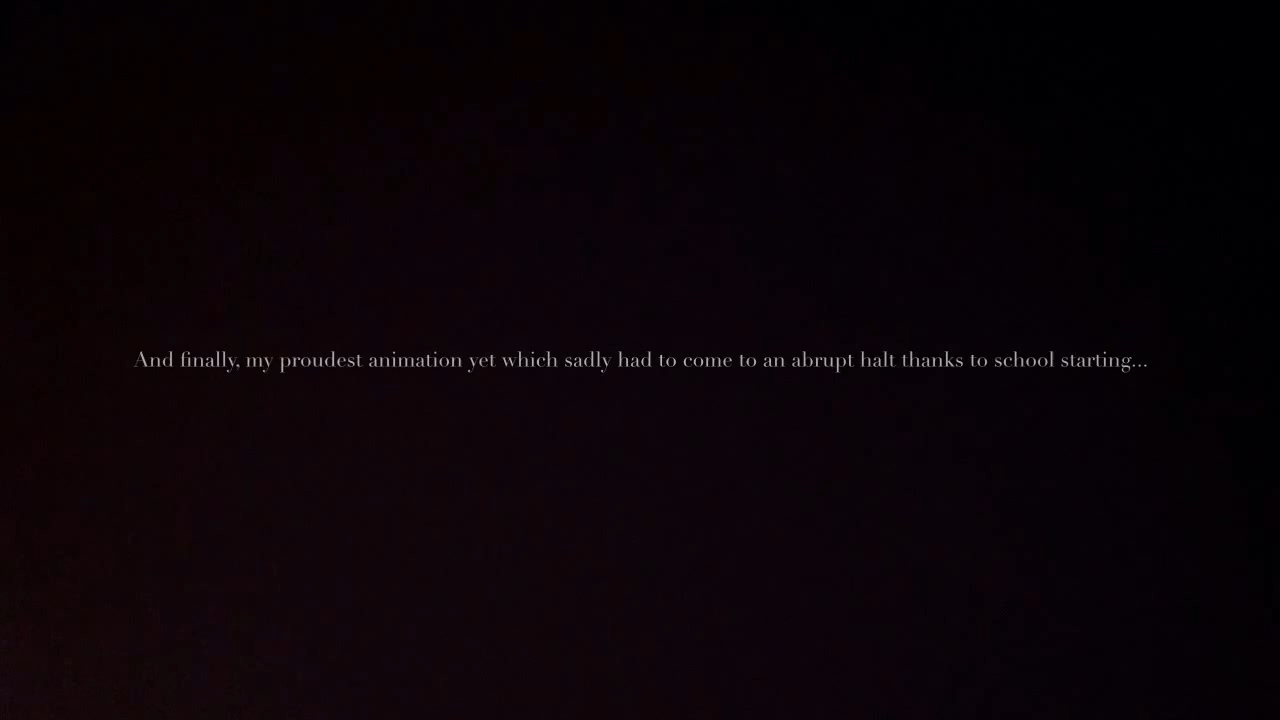 And finally, my proudest animation yet which sadly had to come to an abrupt halt thanks to school starting...